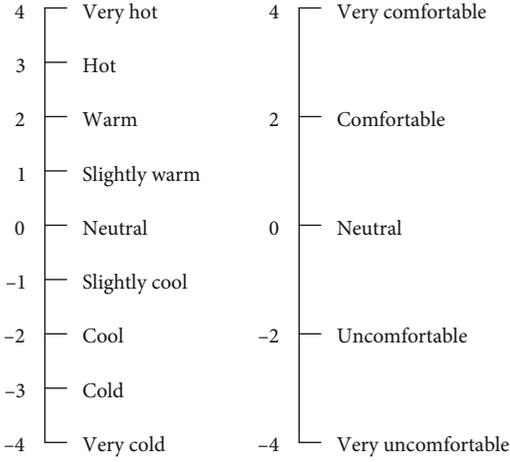 4 Very hot
3 Hot
2 Warm
1 Slightly warm
0 Neutral
–1 Slightly cool
–2 Cool
–3 Cold
–4 Very cold
4 Very comfortable
2 Comfortable
0 Neutral
–2 Uncomfortable
–4 Very uncomfortable